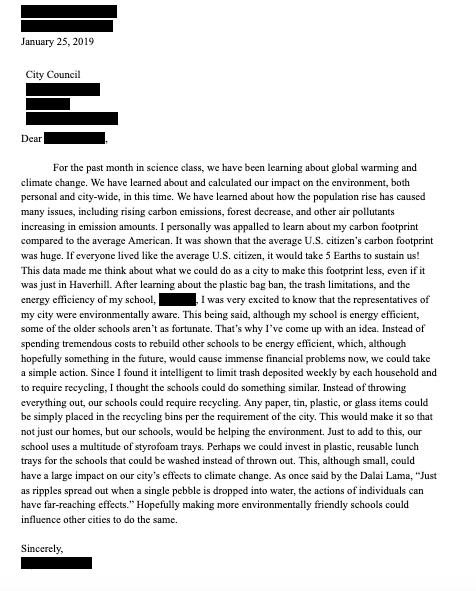 January 25, 2019
City Council
Dear ,
For the past month in science class, we have been learning about global warming and
climate change. We have learned about and calculated our impact on the environment, both
personal and city-wide, in this time. We have learned about how the population rise has caused
many issues, including rising carbon emissions, forest decrease, and other air pollutants
increasing in emission amounts. I personally was appalled to learn about my carbon footprint
compared to the average American. It was shown that the average U.S. citizen's carbon footprint
was huge. If everyone lived like the average U.S. citizen, it would take 5 Earths to sustain us!
This data made me think about what we could do as a city to make this footprint less, even if it
was just in Haverhill. After learning about the plastic bag ban, the trash limitations, and the
energy efficiency of my school, , I was very excited to know that the representatives of
my city were environmentally aware. This being said, although my school is energy efficient,
some of the older schools aren't as fortunate. That's why I've come up with an idea. Instead of
spending tremendous costs to rebuild other schools to be energy efficient, which, although
hopefully something in the future, would cause immense financial problems now, we could take
a simple action. Since I found it intelligent to limit trash deposited weekly by each household and
to require recycling, I thought the schools could do something similar. Instead of throwing
everything out, our schools could require recycling. Any paper, tin, plastic, or glass items could
be simply placed in the recycling bins per the requirement of the city. This would make it so that
not just our homes, but our schools, would be helping the environment. Just to add to this, our
school uses a multitude of styrofoam trays. Perhaps we could invest in plastic, reusable lunch
trays for the schools that could be washed instead of thrown out. This, although small, could
have a large impact on our city's effects to climate change. As once said by the Dalai Lama, "Just
as ripples spread out when a single pebble is dropped into water, the actions of individuals can
have far-reaching effects." Hopefully making more environmentally friendly schools could
influence other cities to do the same.
Sincerely,